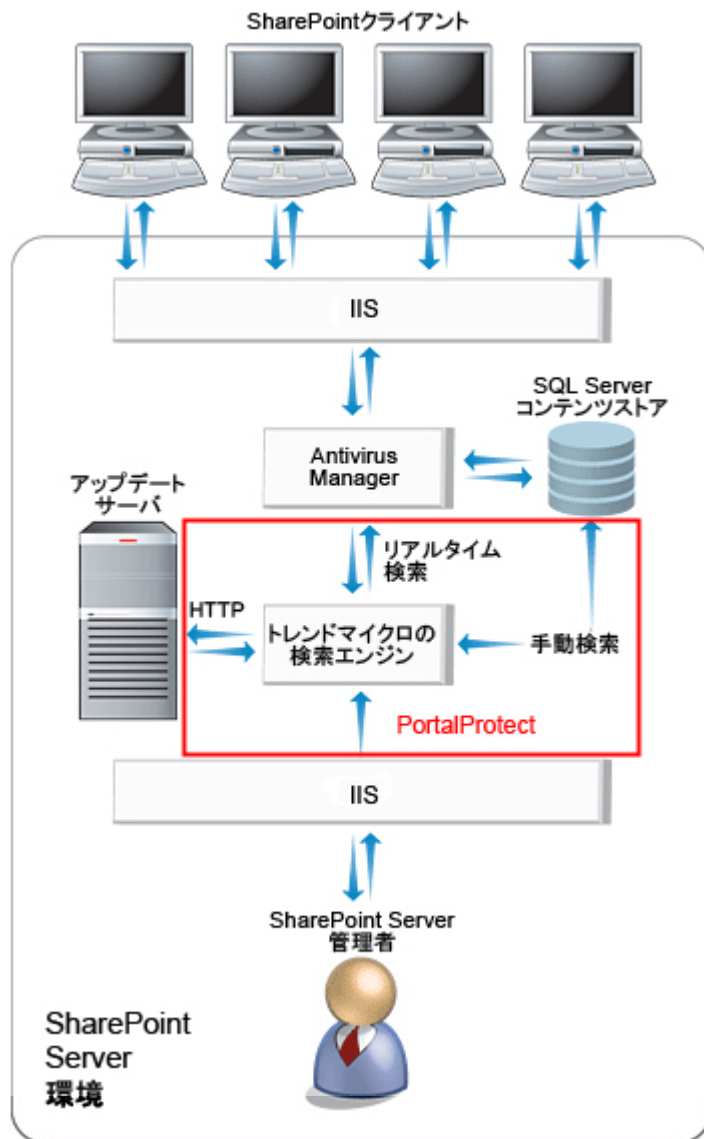 SharePointクライアント
IIS
SQL Server
コンテンツストア
Antivirus
Manager
アップデート
サーバ
リアルタイム
検索
HTTP
トレンドマイクロの
検索エンジン
手動検索
PortalProtect
IIS
SharePoint Server
管理者
SharePoint
Server
環境